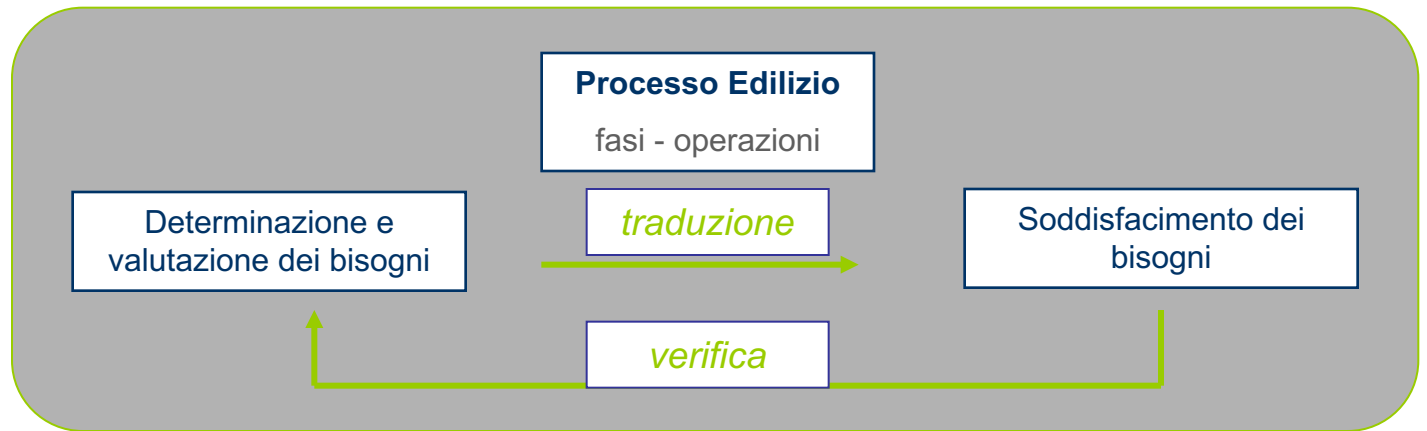 Processo Edilizio
fasi - operazioni
Determinazione e
valutazione dei bisogni
traduzione
Soddisfacimento dei
bisogni
verifica